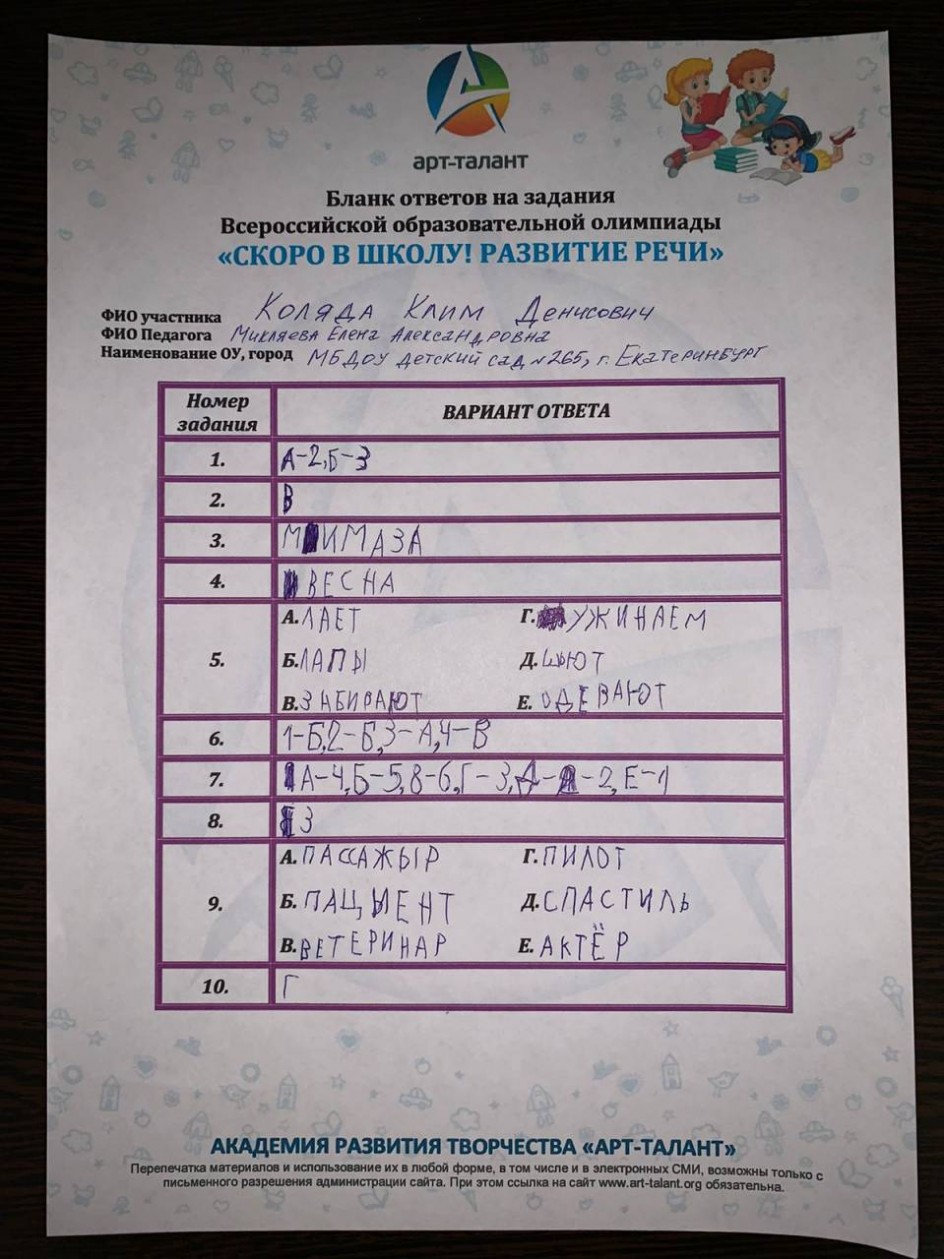 арт-талант
Бланк ответов на задания
Всероссийской образовательной олимпиады
«СКОРО В ШКОЛУ! РАЗВИТИЕ РЕЧИ»
ФИО участника Коляда Клим Денисович
ФИО Педагога Микляева Елена Александровна
Наименование ОУ, город МБДОУ детский сад №265, г. Екатеринбург
Номер задания ВАРИАНТ ОТВЕТА
1. А-2,Б-3
2. В
3. МИМАЗА
4. ВЕСНА
5.
А. ЛАЕТ Г. УЖИНАЕМ
Б. ЛАПЫ Д. ШЬЮТ
В. ЗАБИРАЮТ Е. ОДЕВАЮТ
6. 1-Б,2-Б,3-А,4-В
7. А-4,Б-5,В-6,Г-3,Д-2,Е-1
8. 3
9.
А. ПАССАЖЫР Г. ПИЛОТ
Б. ПАЦЫЕНТ Д. СПАСТИЛЬ
В. ВЕТЕРИНАР Е. АКТЁР
10. Г
АКАДЕМИЯ РАЗВИТИЯ ТВОРЧЕСТВА «АРТ-ТАЛАНТ»
Перепечатка материалов и использование их в любой форме, в том числе и в электронных СМИ, возможны только с
письменного разрешения администрации сайта. При этом ссылка на сайт www.art-talant.org обязательна.